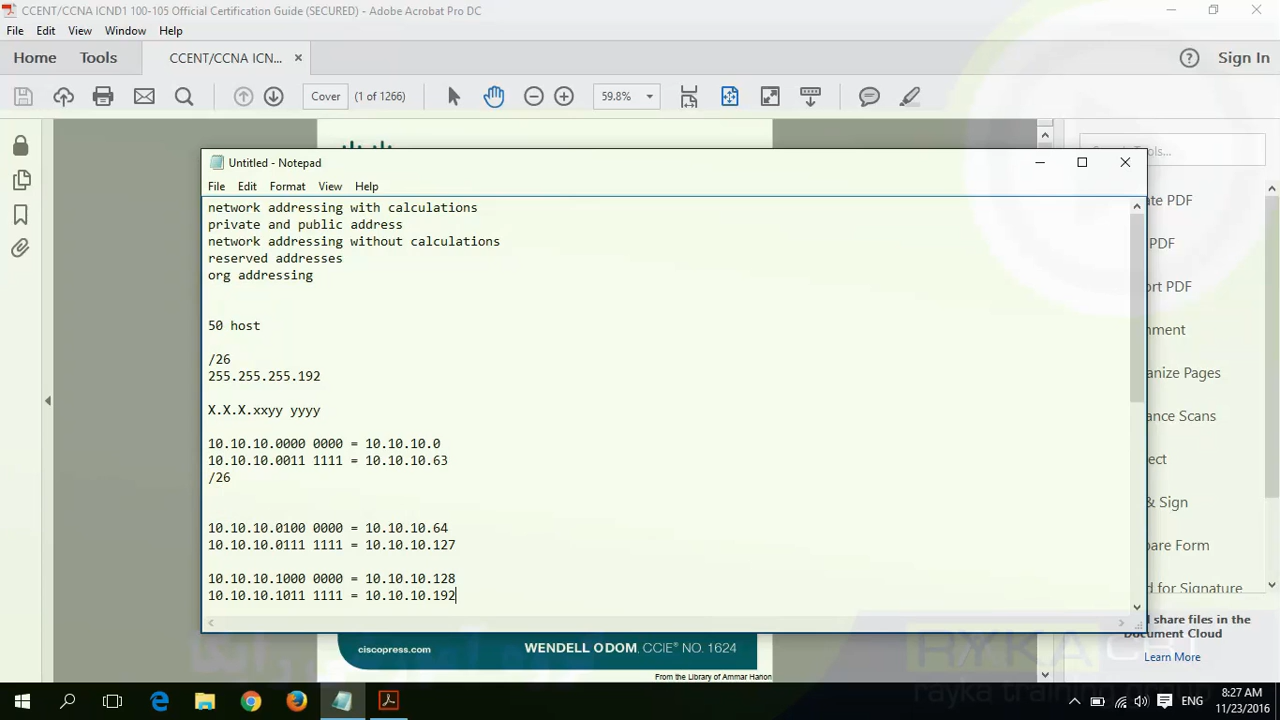 CCENT/CCNA ICND1 100-105 Official Certification Guide (SECURED) - Adobe Acrobat Pro DC
File Edit View Window Help
Home Tools CCENT/CCNA ICN... Sign In
Cover (1 of 1266) 59.8%
Untitled - Notepad
File Edit Format View Help
network addressing with calculations
private and public address
network addressing without calculations
reserved addresses
org addressing
50 host
/26
255.255.255.192
X.X.X.xxyy yyyy
10.10.10.0000 0000 = 10.10.10.0
10.10.10.0011 1111 = 10.10.10.63
/26
10.10.10.0100 0000 = 10.10.10.64
10.10.10.0111 1111 = 10.10.10.127
10.10.10.1000 0000 = 10.10.10.128
10.10.10.1011 1111 = 10.10.10.192
Tools...
ate PDF
PDF
ort PDF
mment
ganize Pages
ance Scans
ect
& Sign
pare Form
d for Signature
d share files in the
Document Cloud
Learn More
ciscopress.com WENDELL ODOM, CCIE® NO. 1624
From the Library of Ammar Hanon
rayka training group
ENG
8:27 AM
11/23/2016